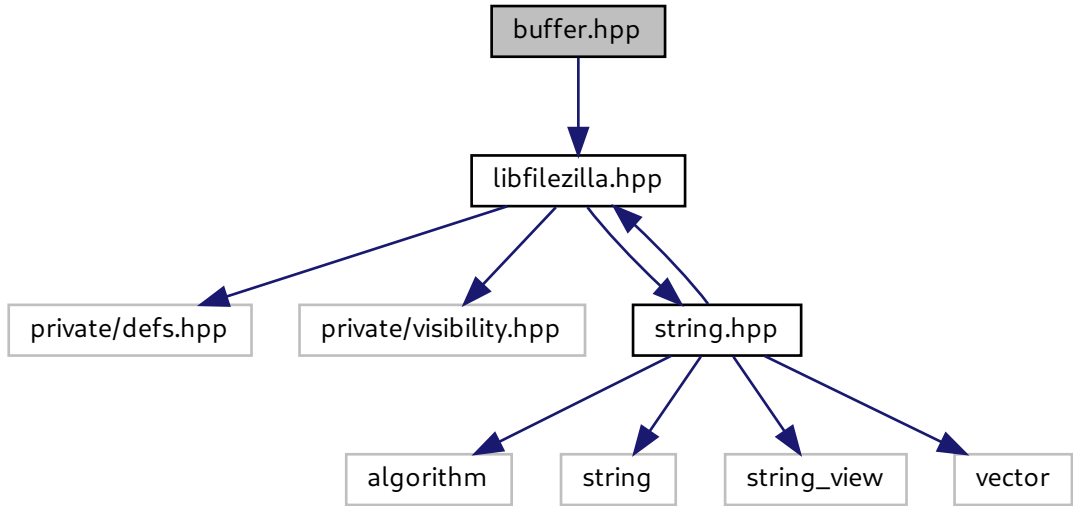 buffer.hpp
libfilezilla.hpp
private/defs.hpp
private/visibility.hpp
string.hpp
algorithm
string
string_view
vector